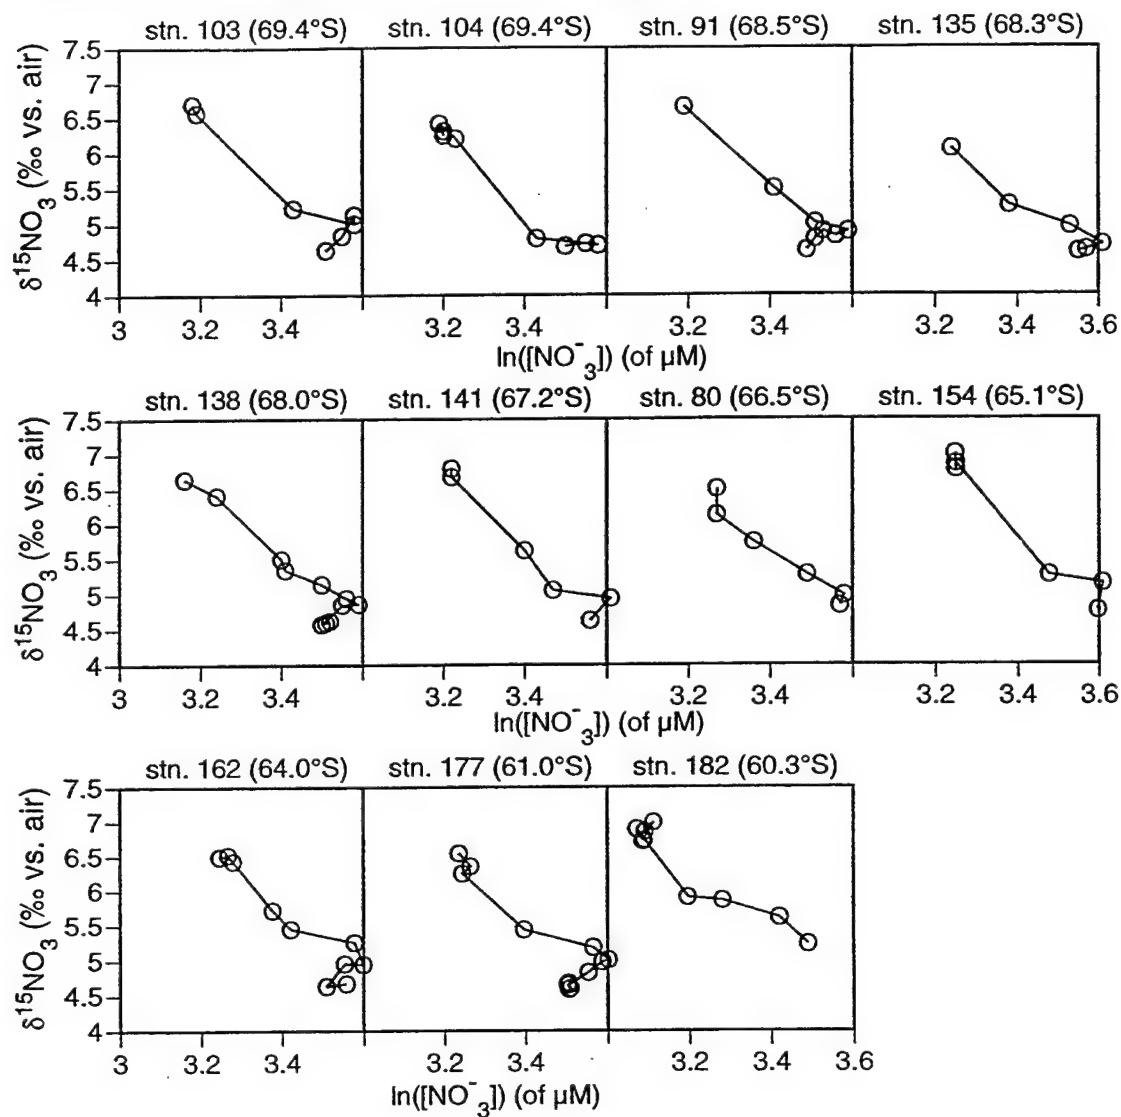 stn. 103 (69.4°S) stn. 104 (69.4°S) stn. 91 (68.5°S) stn. 135 (68.3°S)
δ¹⁵NO₃ (‰ vs. air)
7.5
7
6.5
6
5.5
5
4.5
4
3 3.2 3.4 3.2 3.4 3.2 3.4 3.2 3.4 3.6
ln([NO⁻₃]) (of µM)
stn. 138 (68.0°S) stn. 141 (67.2°S) stn. 80 (66.5°S) stn. 154 (65.1°S)
δ¹⁵NO₃ (‰ vs. air)
7.5
7
6.5
6
5.5
5
4.5
4
3 3.2 3.4 3.2 3.4 3.2 3.4 3.2 3.4 3.6
ln([NO⁻₃]) (of µM)
stn. 162 (64.0°S) stn. 177 (61.0°S) stn. 182 (60.3°S)
δ¹⁵NO₃ (‰ vs. air)
7.5
7
6.5
6
5.5
5
4.5
4
3 3.2 3.4 3.2 3.4 3.2 3.4 3.6
ln([NO⁻₃]) (of µM)